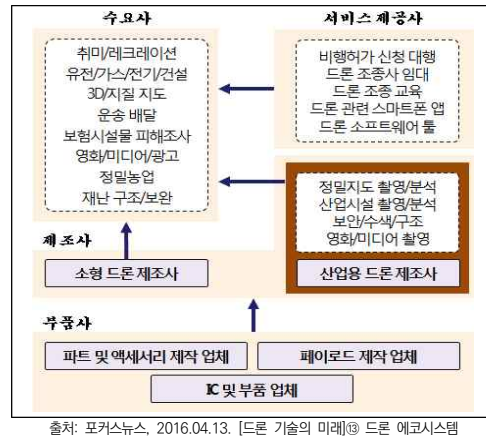 수요사
취미/레크레이션
유전/가스/전기/건설
3D/지질 지도
운송 배달
보험시설물 피해조사
영화/미디어/광고
정밀농업
재난 구조/보완
서비스 제공사
비행허가 신청 대행
드론 조종사 임대
드론 조종 교육
드론 관련 스마트폰 앱
드론 소프트웨어 툴
정밀지도 촬영/분석
산업시설 촬영/분석
보안/수색/구조
영화/미디어 촬영
제조사
소형 드론 제조사
산업용 드론 제조사
부품사
파트 및 액세서리 제작 업체
페이로드 제작 업체
IC 및 부품 업체
출처: 포커스뉴스, 2016.04.13. [드론 기술의 미래]⑬ 드론 에코시스템